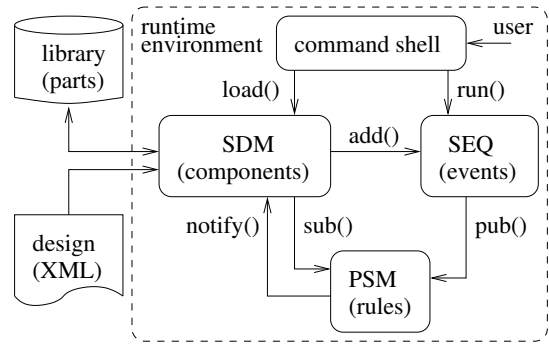 runtime
environment
command shell
user
library
(parts)
load()
run()
SDM
(components)
add()
SEQ
(events)
design
(XML)
notify()
sub()
pub()
PSM
(rules)